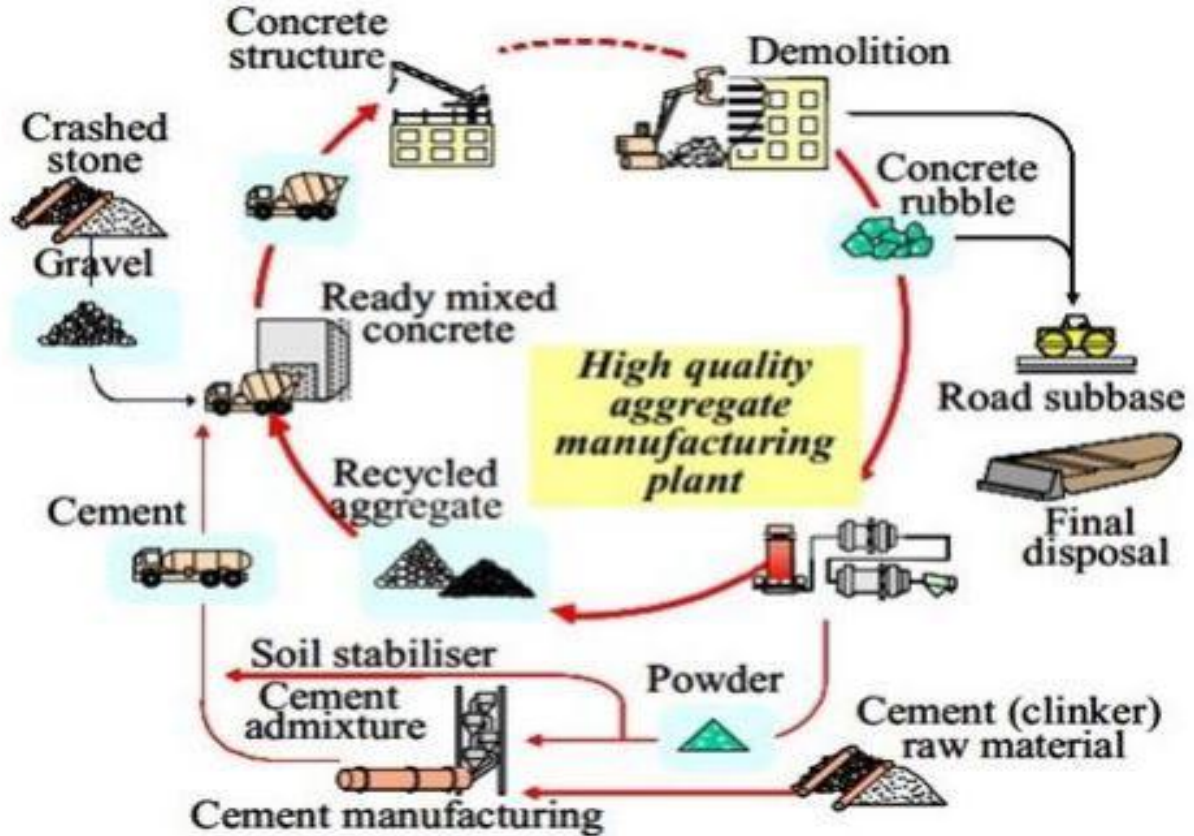 Concrete
structure
Demolition
Crashed
stone
Concrete
rubble
Gravel
Ready mixed
concrete
High quality
aggregate
manufacturing
plant
Road subbase
Recycled
aggregate
Cement
Final
disposal
Soil stabiliser
Powder
Cement
admixture
Cement (clinker)
raw material
Cement manufacturing